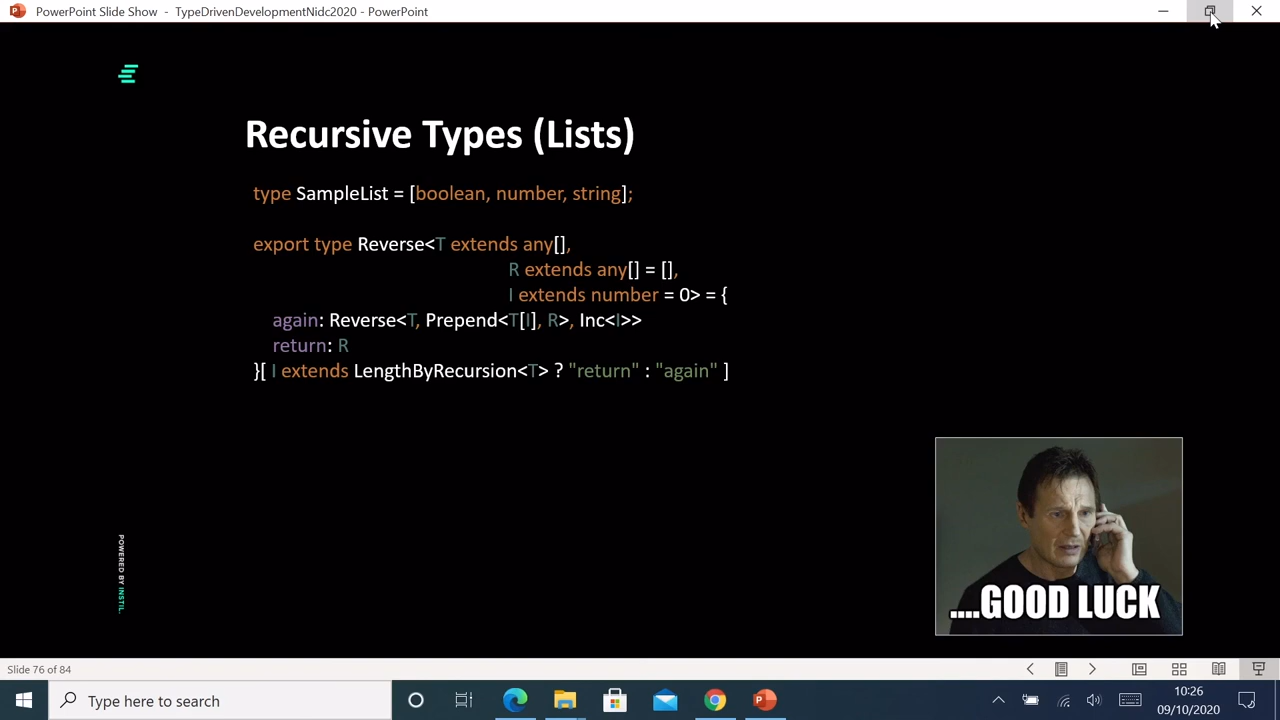 PowerPoint Slide Show - TypeDrivenDevelopmentNidc2020 - PowerPoint
Recursive Types (Lists)
type SampleList = [boolean, number, string];
export type Reverse<T extends any[],
R extends any[] = [],
I extends number = 0> = {
again: Reverse<T, Prepend<T[I], R>, Inc<I>>
return: R
}[ I extends LengthByRecursion<T> ? "return" : "again" ]
....GOOD LUCK
POWERED BY INSTIL.
Slide 76 of 84
Type here to search
10:26
09/10/2020